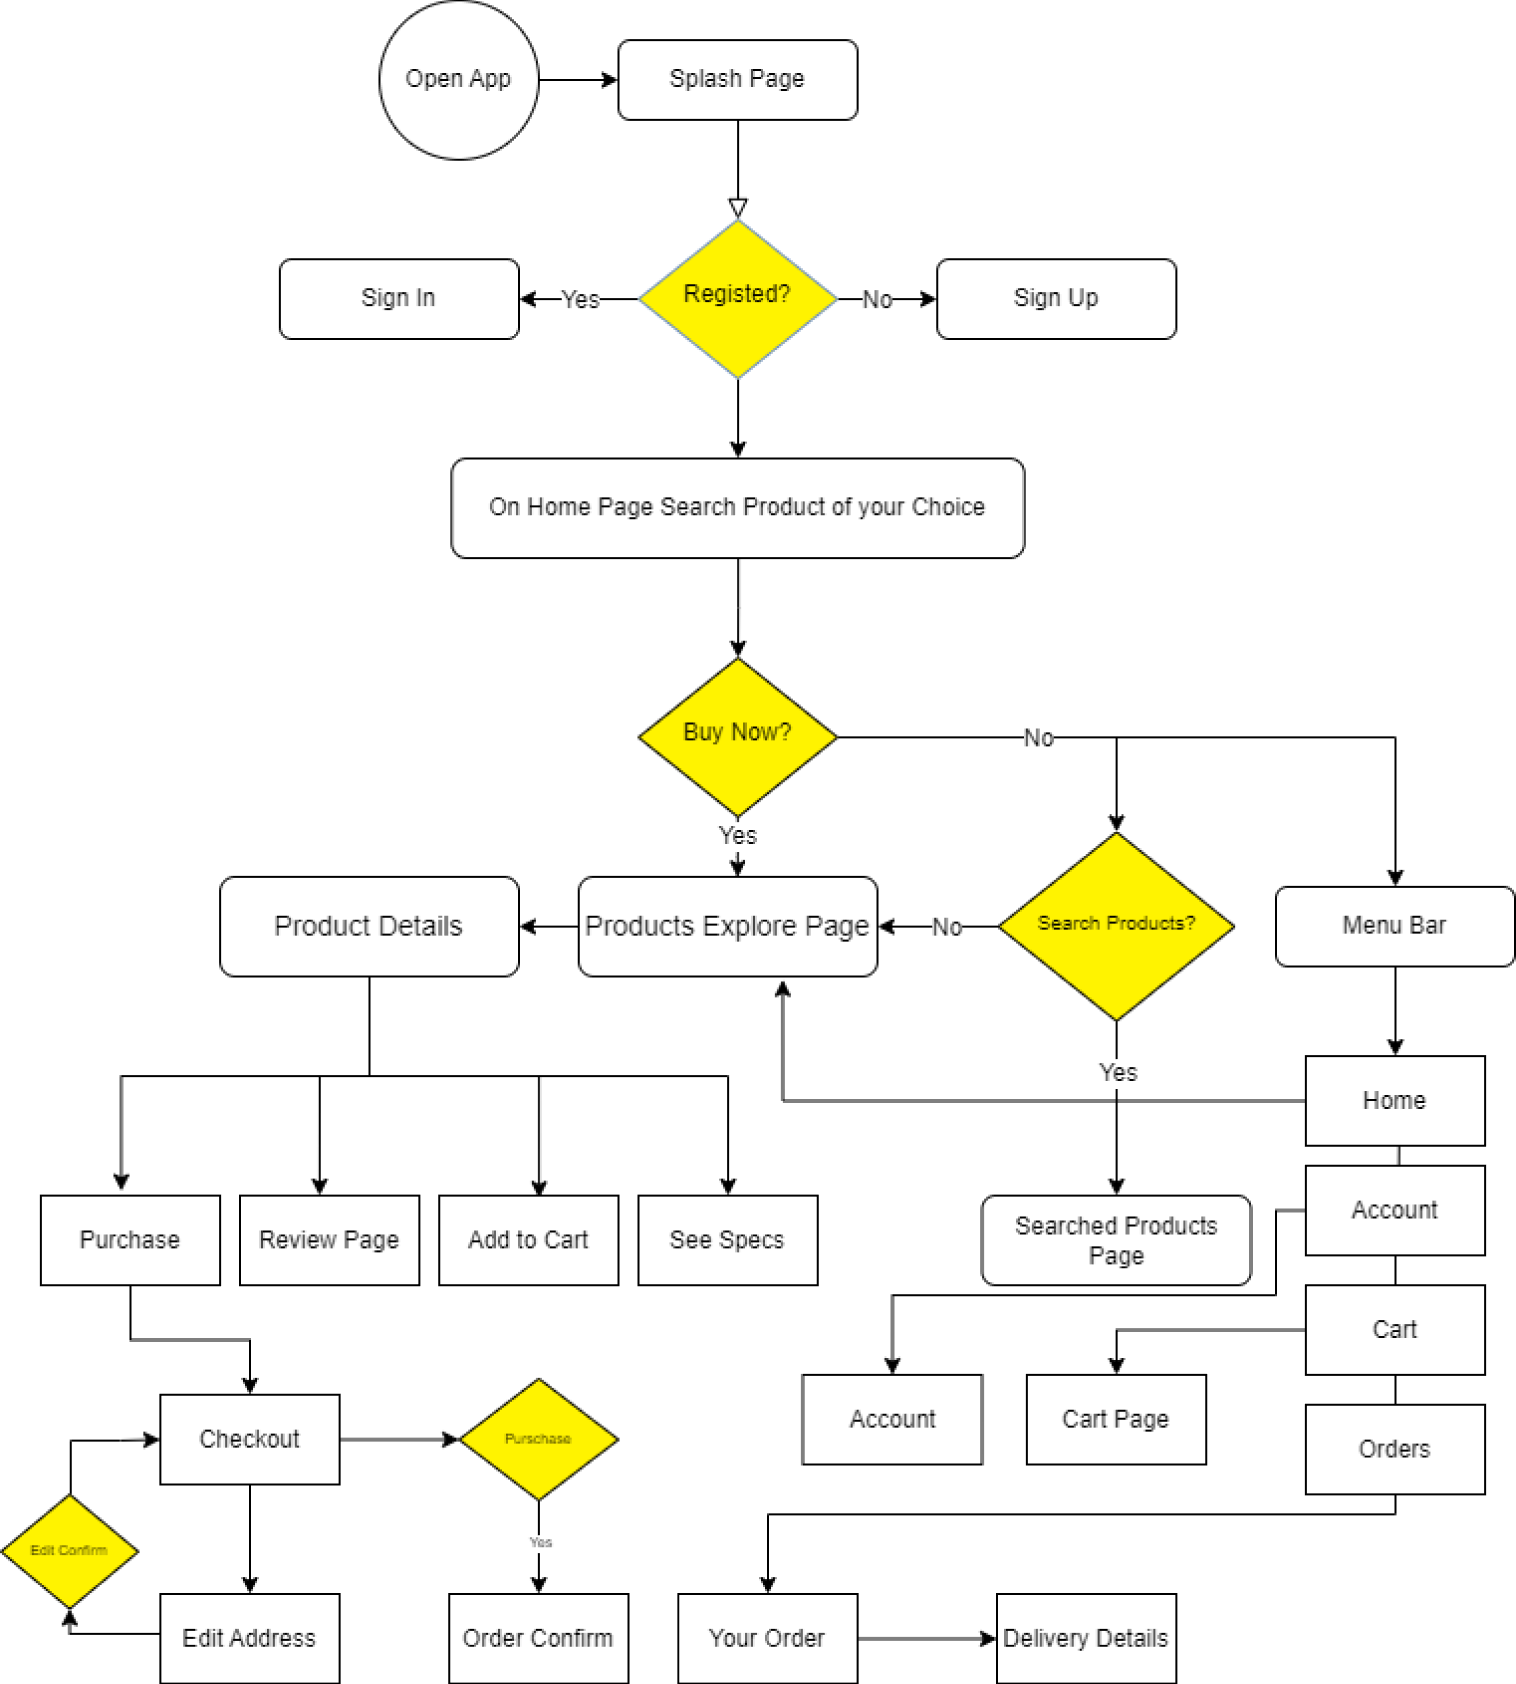 Open App
Splash Page
Sign In
Yes
Registed?
No
Sign Up
On Home Page Search Product of your Choice
Buy Now?
No
Yes
Product Details
Products Explore Page
No
Search Products?
Menu Bar
Yes
Home
Account
Purchase
Review Page
Add to Cart
See Specs
Searched Products
Page
Cart
Account
Cart Page
Checkout
Purschase
Orders
Yes
Edit Confirm
Edit Address
Order Confirm
Your Order
Delivery Details